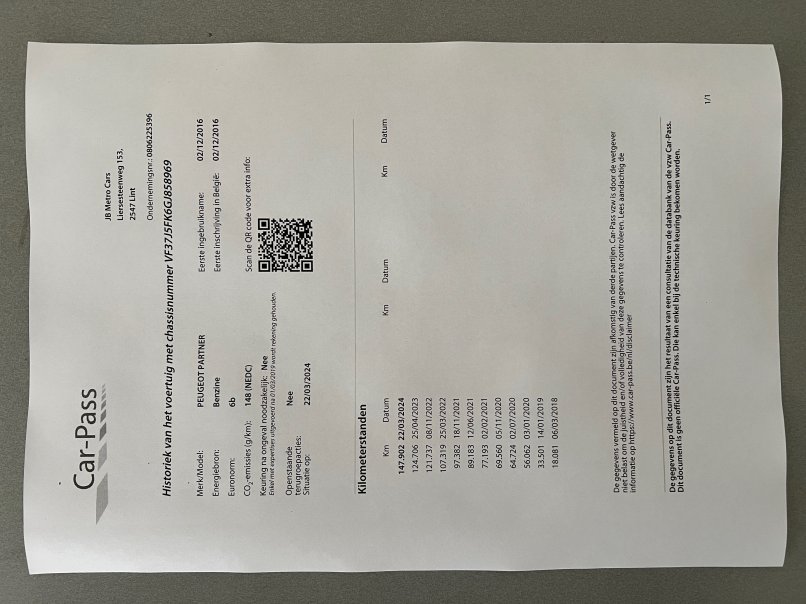 Car-Pass
JB Metro Cars
Liersesteenweg 153,
2547 Lint
Ondernemingsnr.: 0806225396
Historiek van het voertuig met chassisnummer VF37J5FK6GJ858969
Merk/Model: PEUGEOT PARTNER
Energiebron: Benzine
Euronorm: 6b
CO₂-emissies (g/km): 148 (NEDC)
Keuring na ongeval noodzakelijk: Nee
Enkel met expertises uitgevoerd na 01/03/2019 wordt rekening gehouden.
Openstaande
terugroepacties: Nee
Situatie op: 22/03/2024
Eerste ingebruikname: 02/12/2016
Eerste inschrijving in België: 02/12/2016
Scan de QR code voor extra info:
Kilometerstanden
Km Datum Km Datum Km Datum
147.902 22/03/2024
124.706 25/04/2023
121.737 08/11/2022
107.319 25/03/2022
97.382 18/11/2021
89.183 12/06/2021
77.193 02/02/2021
69.560 05/11/2020
64.724 02/07/2020
56.062 03/01/2020
33.501 14/01/2019
18.081 06/03/2018
De gegevens vermeld op dit document zijn afkomstig van derde partijen. Car-Pass vzw is door de wetgever
niet belast om de juistheid en/of volledigheid van deze gegevens te controleren. Lees aandachtig de
informatie op https://www.car-pass.be/nl/disclaimer
De gegevens op dit document zijn het resultaat van een consultatie van de databank van de vzw Car-Pass.
Dit document is geen officiële Car-Pass. Die kan enkel bij de technische keuring bekomen worden.
1/1